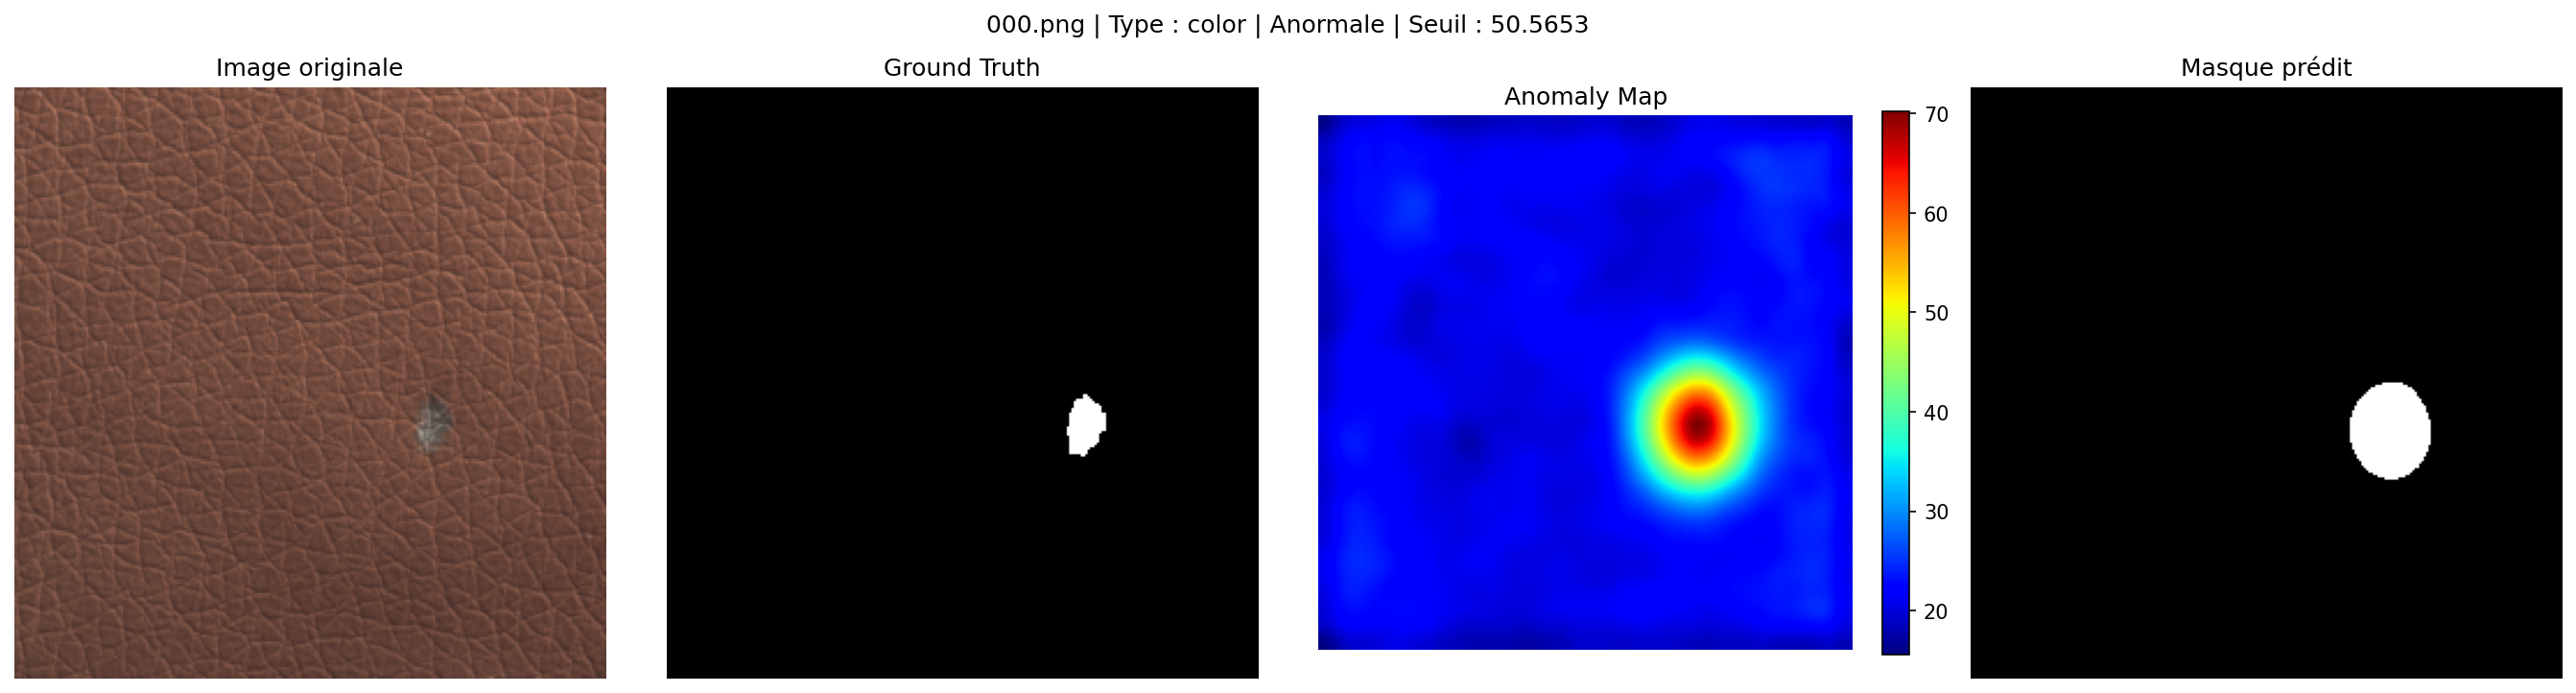 000.png | Type : color | Anormale | Seuil : 50.5653
Image originale
Ground Truth
Anomaly Map
Masque prédit
70
60
50
40
30
20